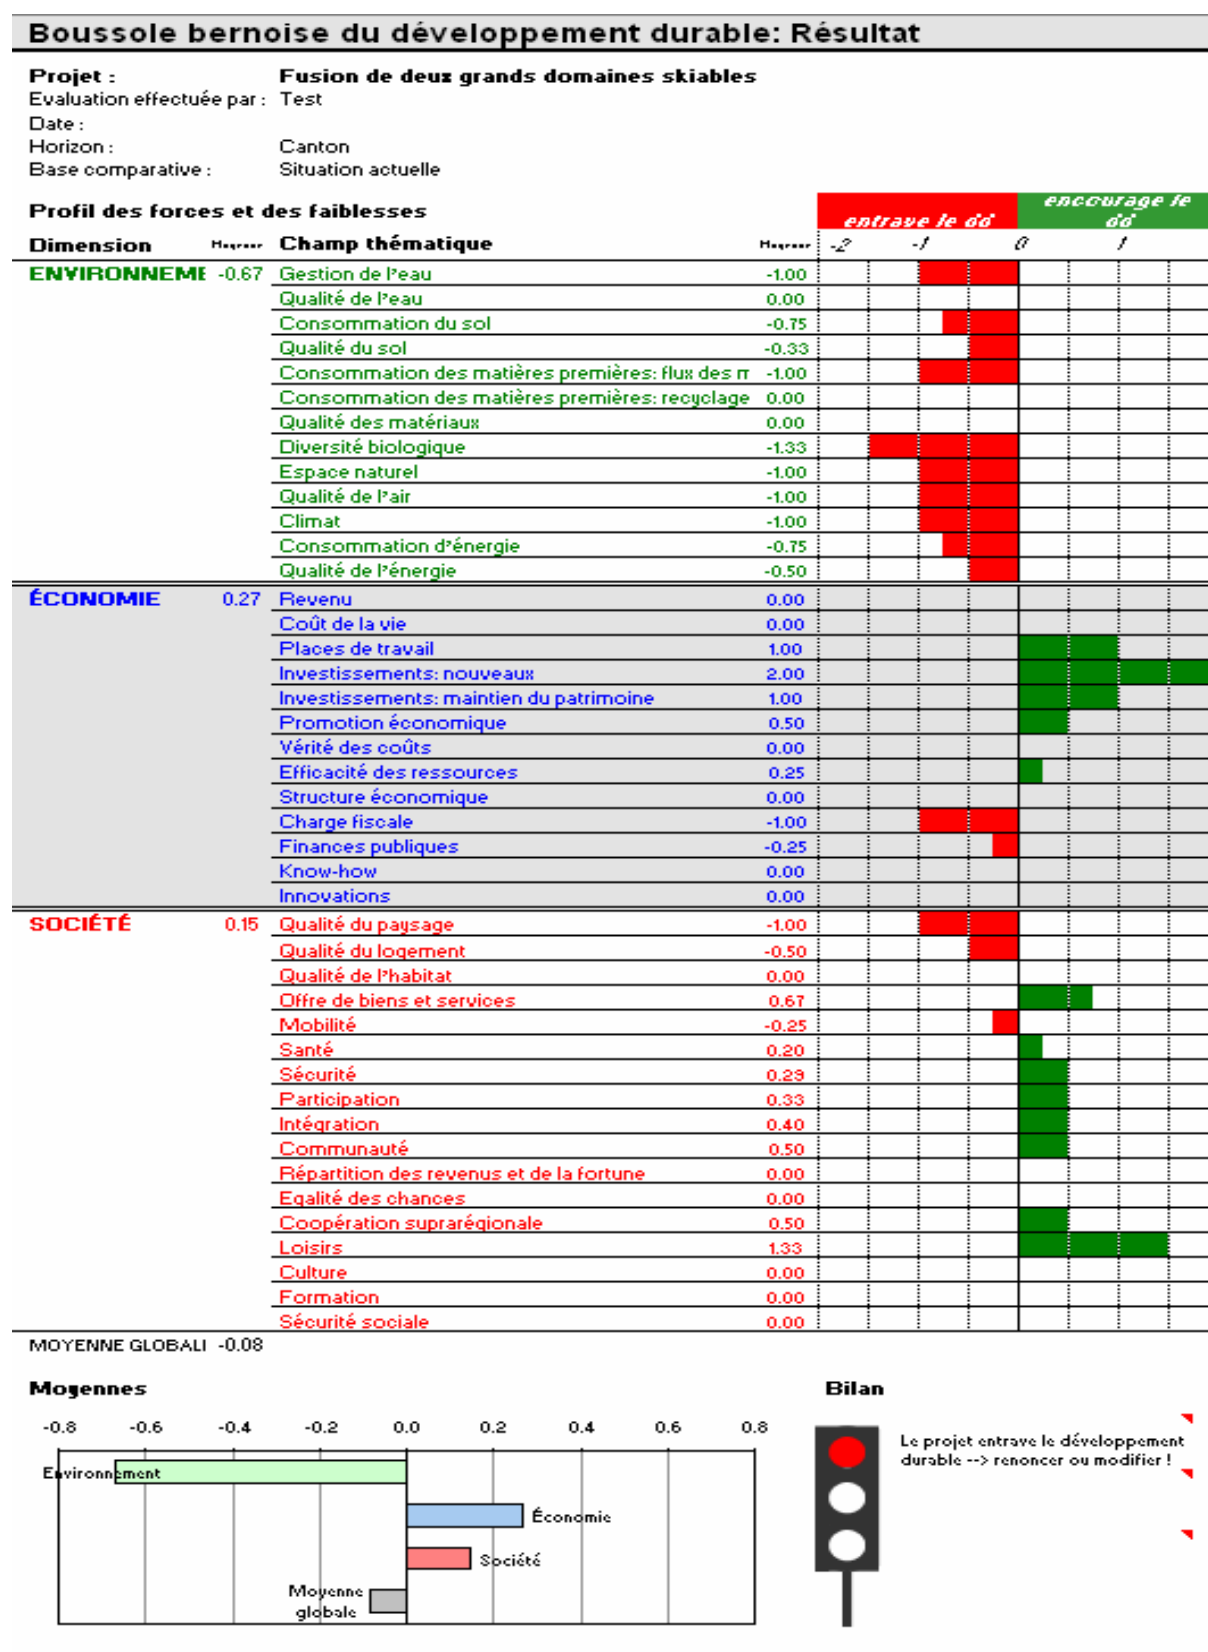 Boussole bernoise du développement durable: Résultat
Projet : Fusion de deux grands domaines skiables
Evaluation effectuée par : Test
Date :
Horizon : Canton
Base comparative : Situation actuelle
Profil des forces et des faiblesses entrave le dd encourage le dd
Dimension Champ thématique -2 -1 0 1
ENVIRONNEME -0.67 Gestion de l'eau -1.00
Qualité de l'eau 0.00
Consommation du sol -0.75
Qualité du sol -0.33
Consommation des matières premières: flux des m -1.00
Consommation des matières premières: recyclage 0.00
Qualité des matériaux 0.00
Diversité biologique -1.33
Espace naturel -1.00
Qualité de l'air -1.00
Climat -1.00
Consommation d'énergie -0.75
Qualité de l'énergie -0.50
ÉCONOMIE 0.27 Revenu 0.00
Coût de la vie 0.00
Places de travail 1.00
Investissements: nouveaux 2.00
Investissements: maintien du patrimoine 1.00
Promotion économique 0.50
Vérité des coûts 0.00
Efficacité des ressources 0.25
Structure économique 0.00
Charge fiscale -1.00
Finances publiques -0.25
Know-how 0.00
Innovations 0.00
SOCIÉTÉ 0.15 Qualité du paysage -1.00
Qualité du logement -0.50
Qualité de l'habitat 0.00
Offre de biens et services 0.67
Mobilité -0.25
Santé 0.20
Sécurité 0.29
Participation 0.33
Intégration 0.40
Communauté 0.50
Répartition des revenus et de la fortune 0.00
Egalité des chances 0.00
Coopération suprarégionale 0.50
Loisirs 1.33
Culture 0.00
Formation 0.00
Sécurité sociale 0.00
MOYENNE GLOBALI -0.08
Moyennes
-0.8 -0.6 -0.4 -0.2 0.0 0.2 0.4 0.6 0.8
Environnement
Économie
Société
Moyenne
globale
Bilan
Le projet entrave le développement
durable --> renoncer ou modifier !